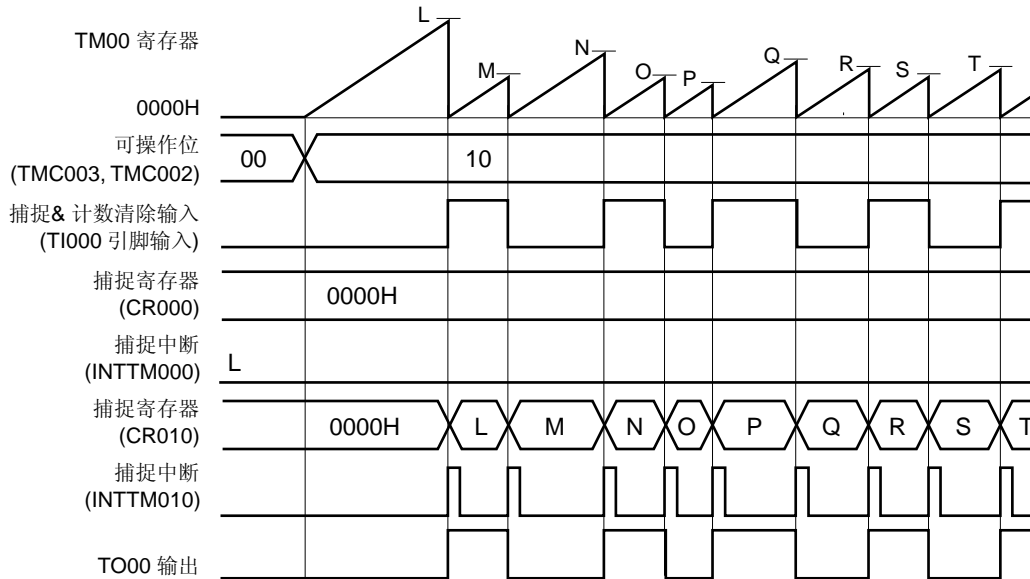 L
TM00 寄存器
M
N
O
P
Q
R
S
T
0000H
可操作位
(TMC003, TMC002)
00
10
捕捉& 计数清除输入
(TI000 引脚输入)
捕捉寄存器
(CR000)
0000H
捕捉中断
(INTTM000)
L
捕捉寄存器
(CR010)
0000H
L
M
N
O
P
Q
R
S
T
捕捉中断
(INTTM010)
TO00 输出